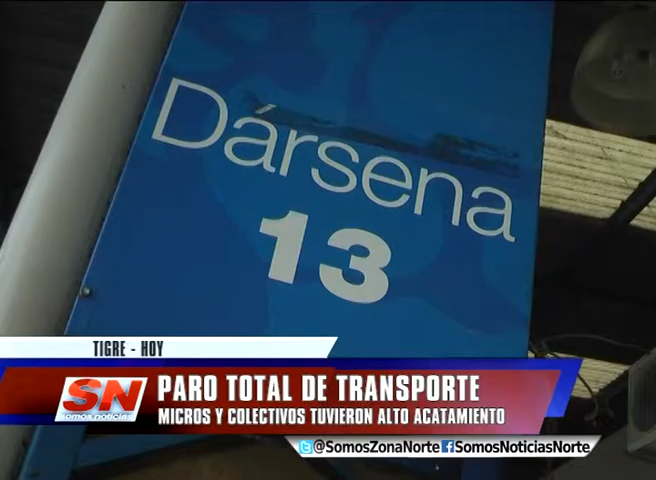 Dársena
13
TIGRE - HOY
SN
somos noticias
PARO TOTAL DE TRANSPORTE
MICROS Y COLECTIVOS TUVIERON ALTO ACATAMIENTO
@SomosZonaNorte SomosNoticiasNorte